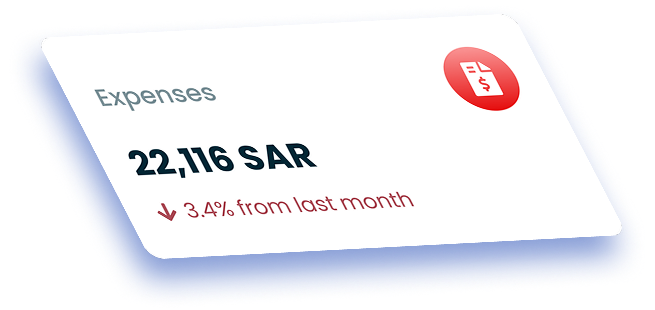 Expenses
22,116 SAR
↓ 3.4% from last month